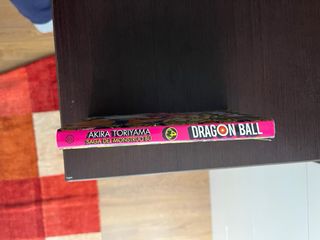 AKIRA TORIYAMA
SAGA DEL MONSTRUO BU
DRAGON BALL